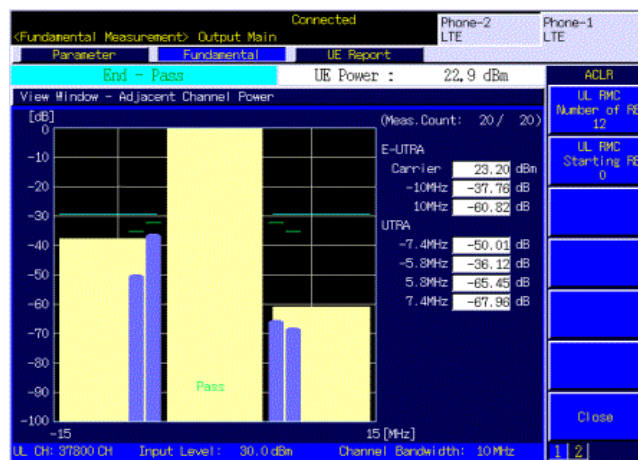 Connected
Phone-2
LTE
Phone-1
LTE
<Fundamental Measurement> Output Main
Parameter
Fundamental
UE Report
End - Pass
UE Power : 22.9 dBm
ACLR
View Window - Adjacent Channel Power
UL RMC
Number of RB
12
[dB]
(Meas.Count: 20/ 20)
UL RMC
Starting RB
0
0
-10
-20
-30
-40
-50
-60
-70
-80
-90
-100
E-UTRA
Carrier 23.20 dBm
-10MHz -37.76 dB
10MHz -60.82 dB
UTRA
-7.4MHz -50.01 dB
-5.8MHz -36.12 dB
5.8MHz -65.45 dB
7.4MHz -67.96 dB
Pass
-15
15 [MHz]
Close
UL CH: 37800 CH Input Level: 30.0 dBm Channel Bandwidth: 10 MHz
1 2